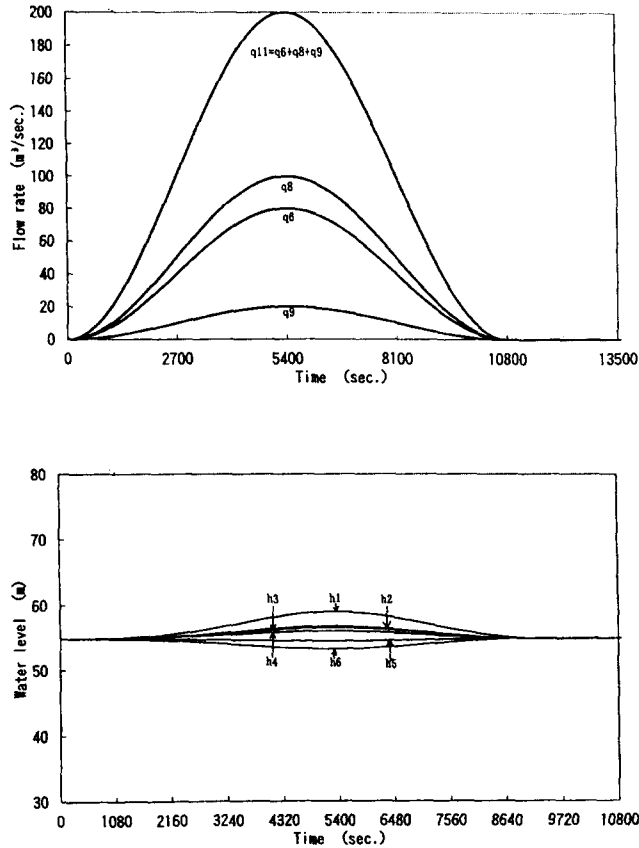 200
180
160
140
120
100
80
60
40
20
0
Flow rate (m³/sec.)
q11=q6+q8+q9
q8
q6
q9
0 2700 5400 8100 10800 13500
Time (sec.)
80
70
60
50
40
30
Water level (m)
h3 h1 h2
h4 h6 h5
0 1080 2160 3240 4320 5400 6480 7560 8640 9720 10800
Time (sec.)